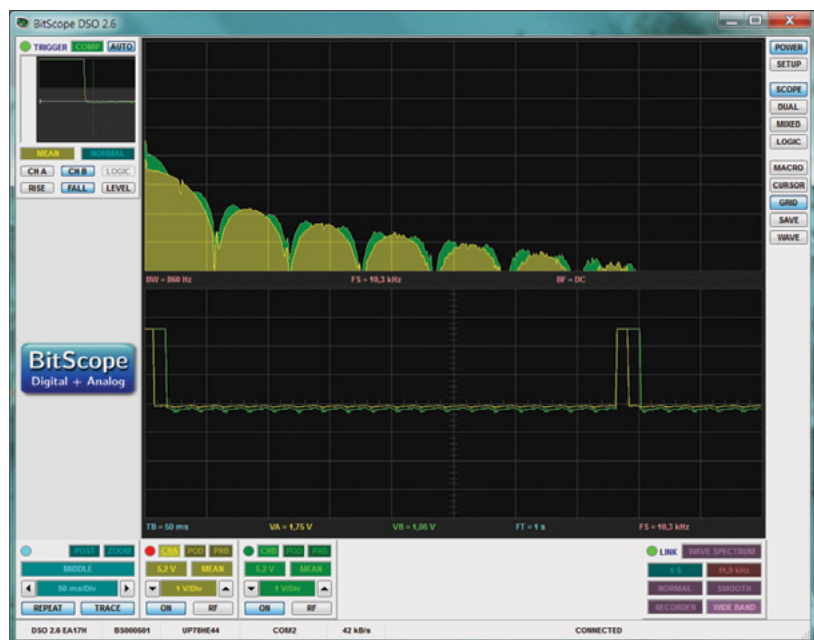 BitScope DSO 2.6
TRIGGER COMP AUTO
MEAN NORMAL
CH A CH B LOGIC
RISE FALL LEVEL
POWER
SETUP
SCOPE
DUAL
MIXED
LOGIC
MACRO
CURSOR
GRID
SAVE
WAVE
BW = 860 Hz FS = 10,3 kHz BF = DC
BitScope
Digital + Analog
TB = 50 ms VA = 1,75 V VB = 1,06 V FT = 1 s FS = 10,3 kHz
POST ZOOM
MIDDLE
50 ms/Div
REPEAT TRACE
CHA POD PRB
5,2 V MEAN
1 V/Div
ON RF
CHB POD PRB
5,2 V MEAN
1 V/Div
ON RF
LINK WAVE SPECTRUM
1 S 11,9 kHz
NORMAL SMOOTH
RECORDER WIDE BAND
DSO 2.6 EA17H BS000501 UP78HE44 COM2 42 kB/s CONNECTED